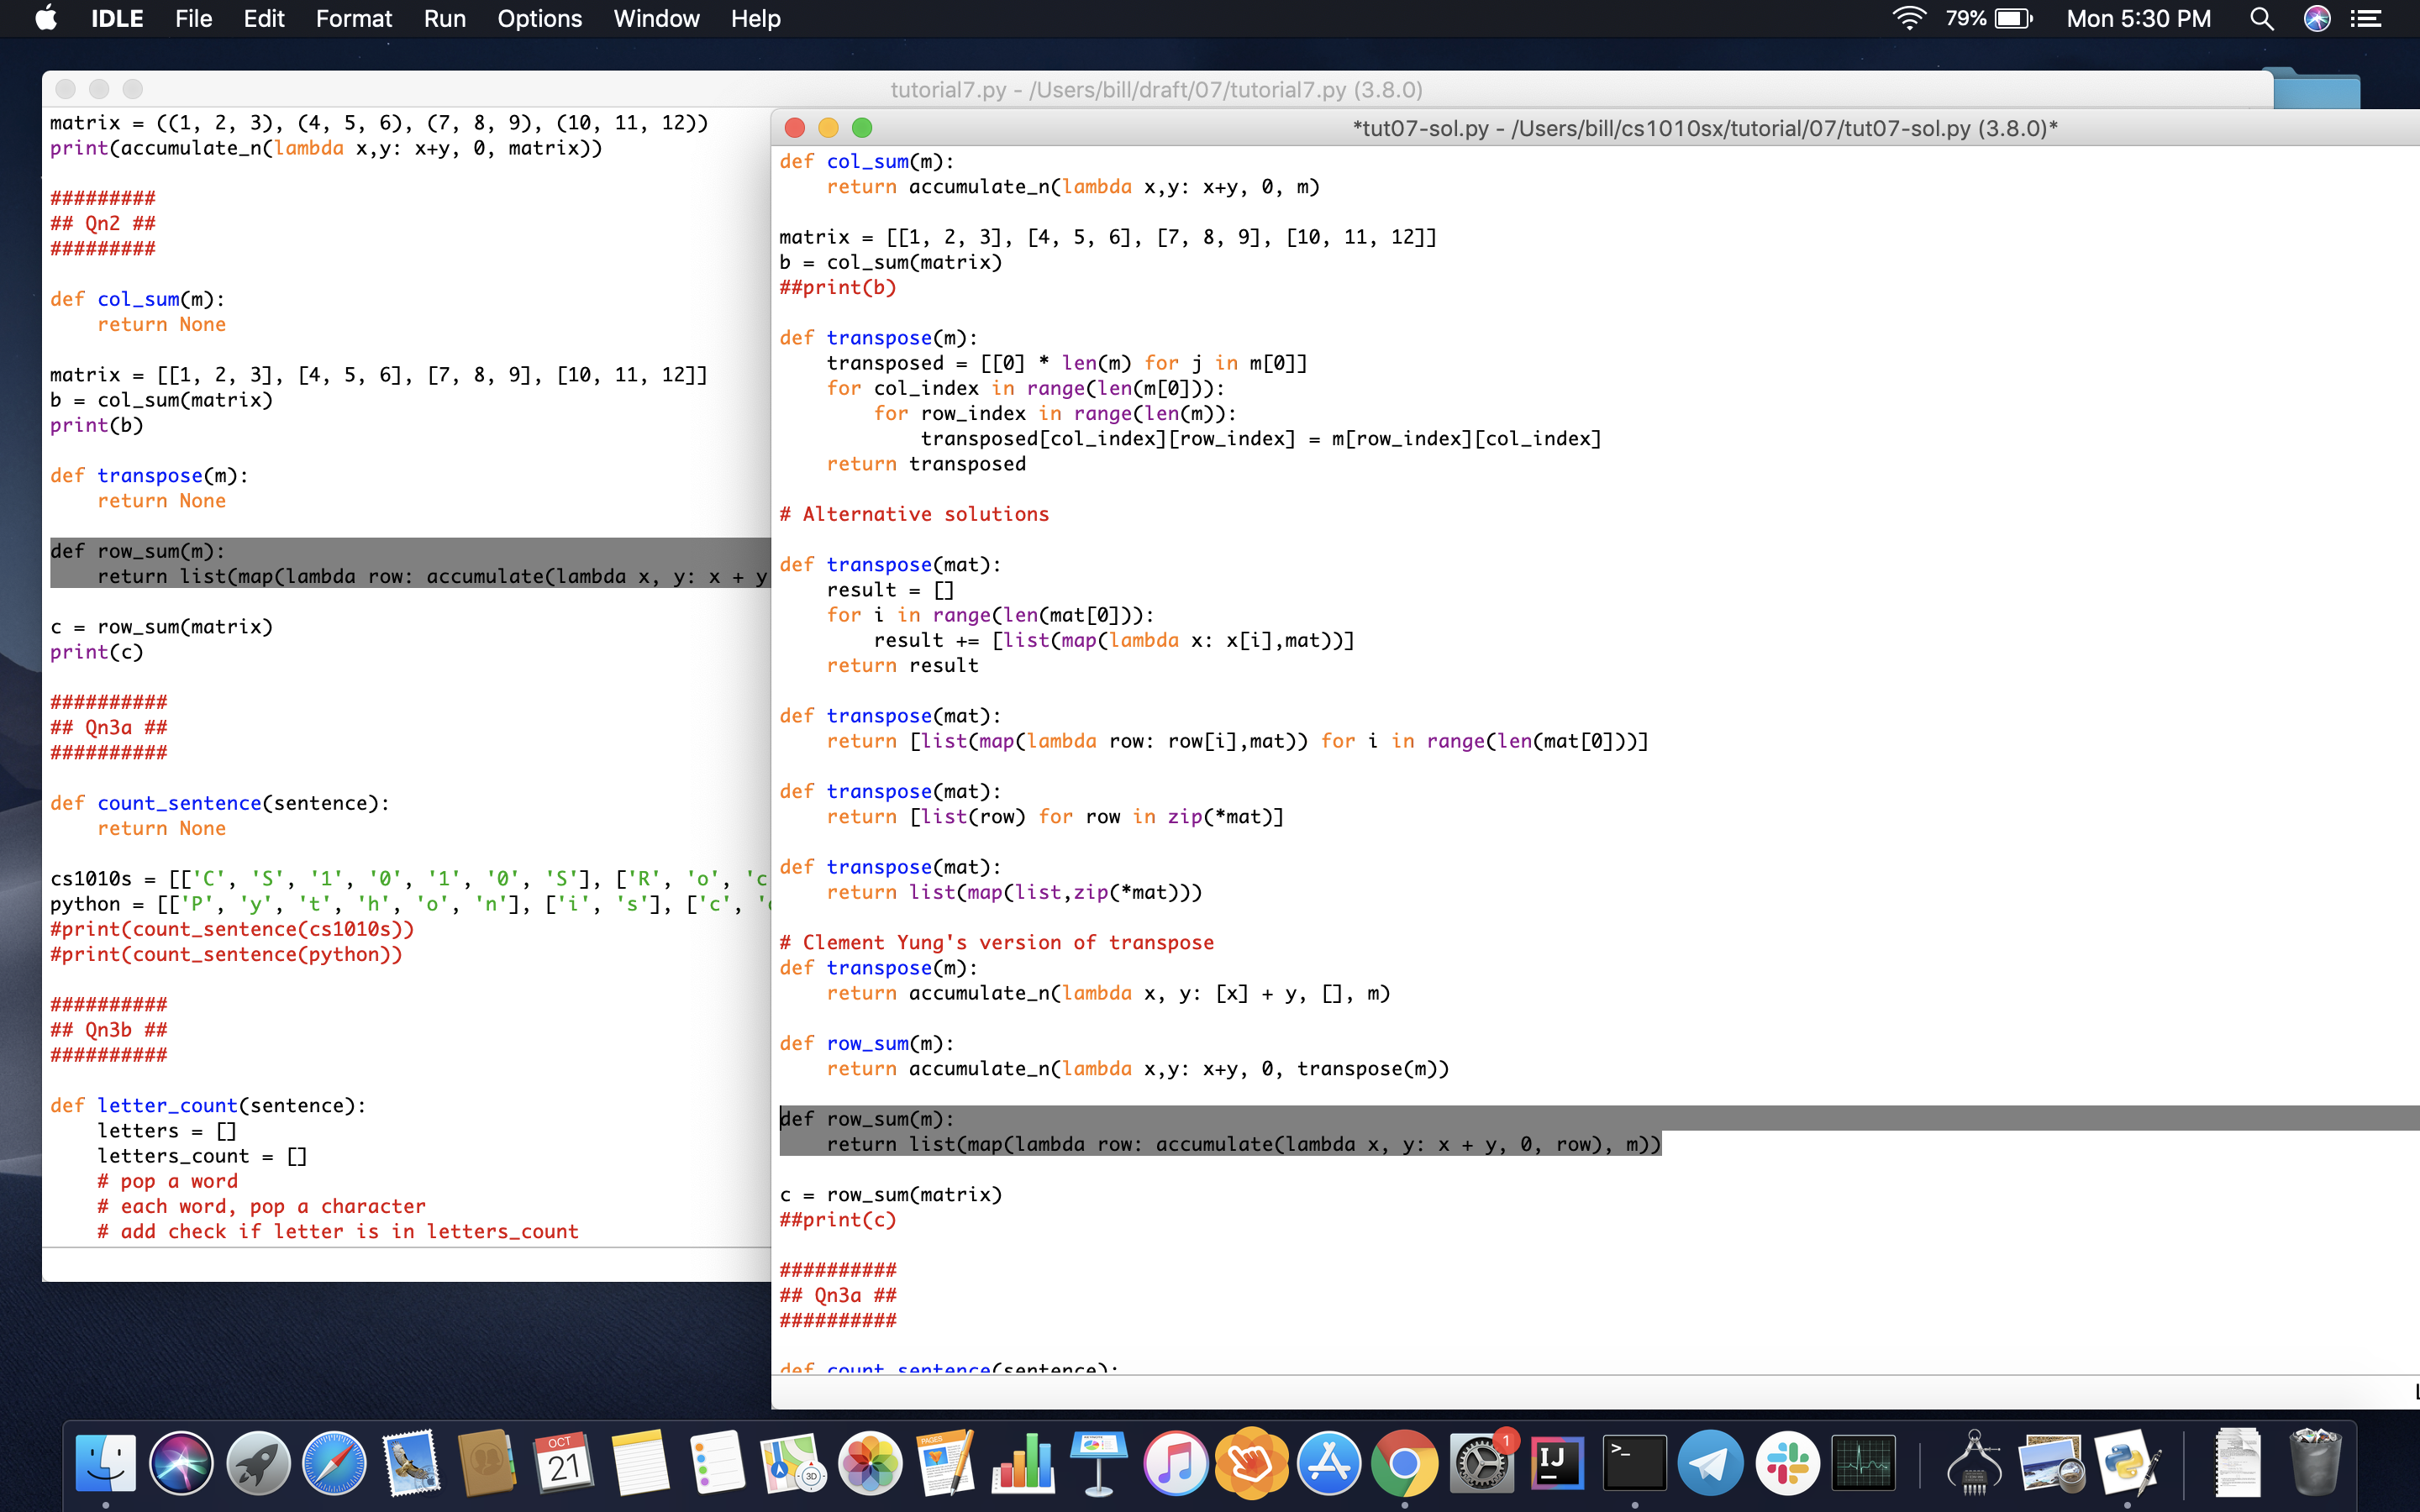 IDLE File Edit Format Run Options Window Help 79% Mon 5:30 PM
tutorial7.py - /Users/bill/draft/07/tutorial7.py (3.8.0)
matrix = ((1, 2, 3), (4, 5, 6), (7, 8, 9), (10, 11, 12))
print(accumulate_n(lambda x,y: x+y, 0, matrix))
#########
## Qn2 ##
#########
def col_sum(m):
    return None
matrix = [[1, 2, 3], [4, 5, 6], [7, 8, 9], [10, 11, 12]]
b = col_sum(matrix)
print(b)
def transpose(m):
    return None
def row_sum(m):
    return list(map(lambda row: accumulate(lambda x, y: x + y
c = row_sum(matrix)
print(c)
##########
## Qn3a ##
##########
def count_sentence(sentence):
    return None
cs1010s = [['C', 'S', '1', '0', '1', '0', 'S'], ['R', 'o', 'c
python = [['P', 'y', 't', 'h', 'o', 'n'], ['i', 's'], ['c', '
#print(count_sentence(cs1010s))
#print(count_sentence(python))
##########
## Qn3b ##
##########
def letter_count(sentence):
    letters = []
    letters_count = []
    # pop a word
    # each word, pop a character
    # add check if letter is in letters_count
*tut07-sol.py - /Users/bill/cs1010sx/tutorial/07/tut07-sol.py (3.8.0)*
def col_sum(m):
    return accumulate_n(lambda x,y: x+y, 0, m)
matrix = [[1, 2, 3], [4, 5, 6], [7, 8, 9], [10, 11, 12]]
b = col_sum(matrix)
##print(b)
def transpose(m):
    transposed = [[0] * len(m) for j in m[0]]
    for col_index in range(len(m[0])):
        for row_index in range(len(m)):
            transposed[col_index][row_index] = m[row_index][col_index]
    return transposed
# Alternative solutions
def transpose(mat):
    result = []
    for i in range(len(mat[0])):
        result += [list(map(lambda x: x[i],mat))]
    return result
def transpose(mat):
    return [list(map(lambda row: row[i],mat)) for i in range(len(mat[0]))]
def transpose(mat):
    return [list(row) for row in zip(*mat)]
def transpose(mat):
    return list(map(list,zip(*mat)))
# Clement Yung's version of transpose
def transpose(m):
    return accumulate_n(lambda x, y: [x] + y, [], m)
def row_sum(m):
    return accumulate_n(lambda x,y: x+y, 0, transpose(m))
def row_sum(m):
    return list(map(lambda row: accumulate(lambda x, y: x + y, 0, row), m))
c = row_sum(matrix)
##print(c)
##########
## Qn3a ##
##########
def count_sentence(sentence):
OCT
21
PAGES
3D
1
IJ
>_